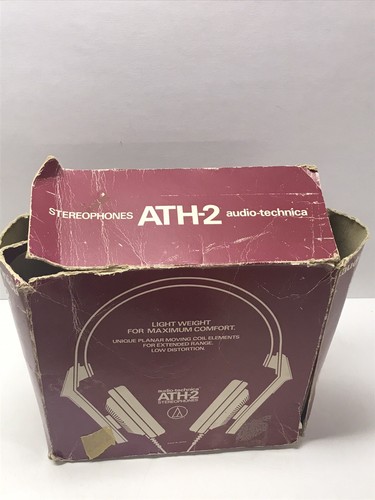 STEREOPHONES ATH-2 audio-technica
LIGHT WEIGHT
FOR MAXIMUM COMFORT.
UNIQUE PLANAR MOVING COIL ELEMENTS
FOR EXTENDED RANGE,
LOW DISTORTION.
audio-technica
ATH-2
STEREOPHONES